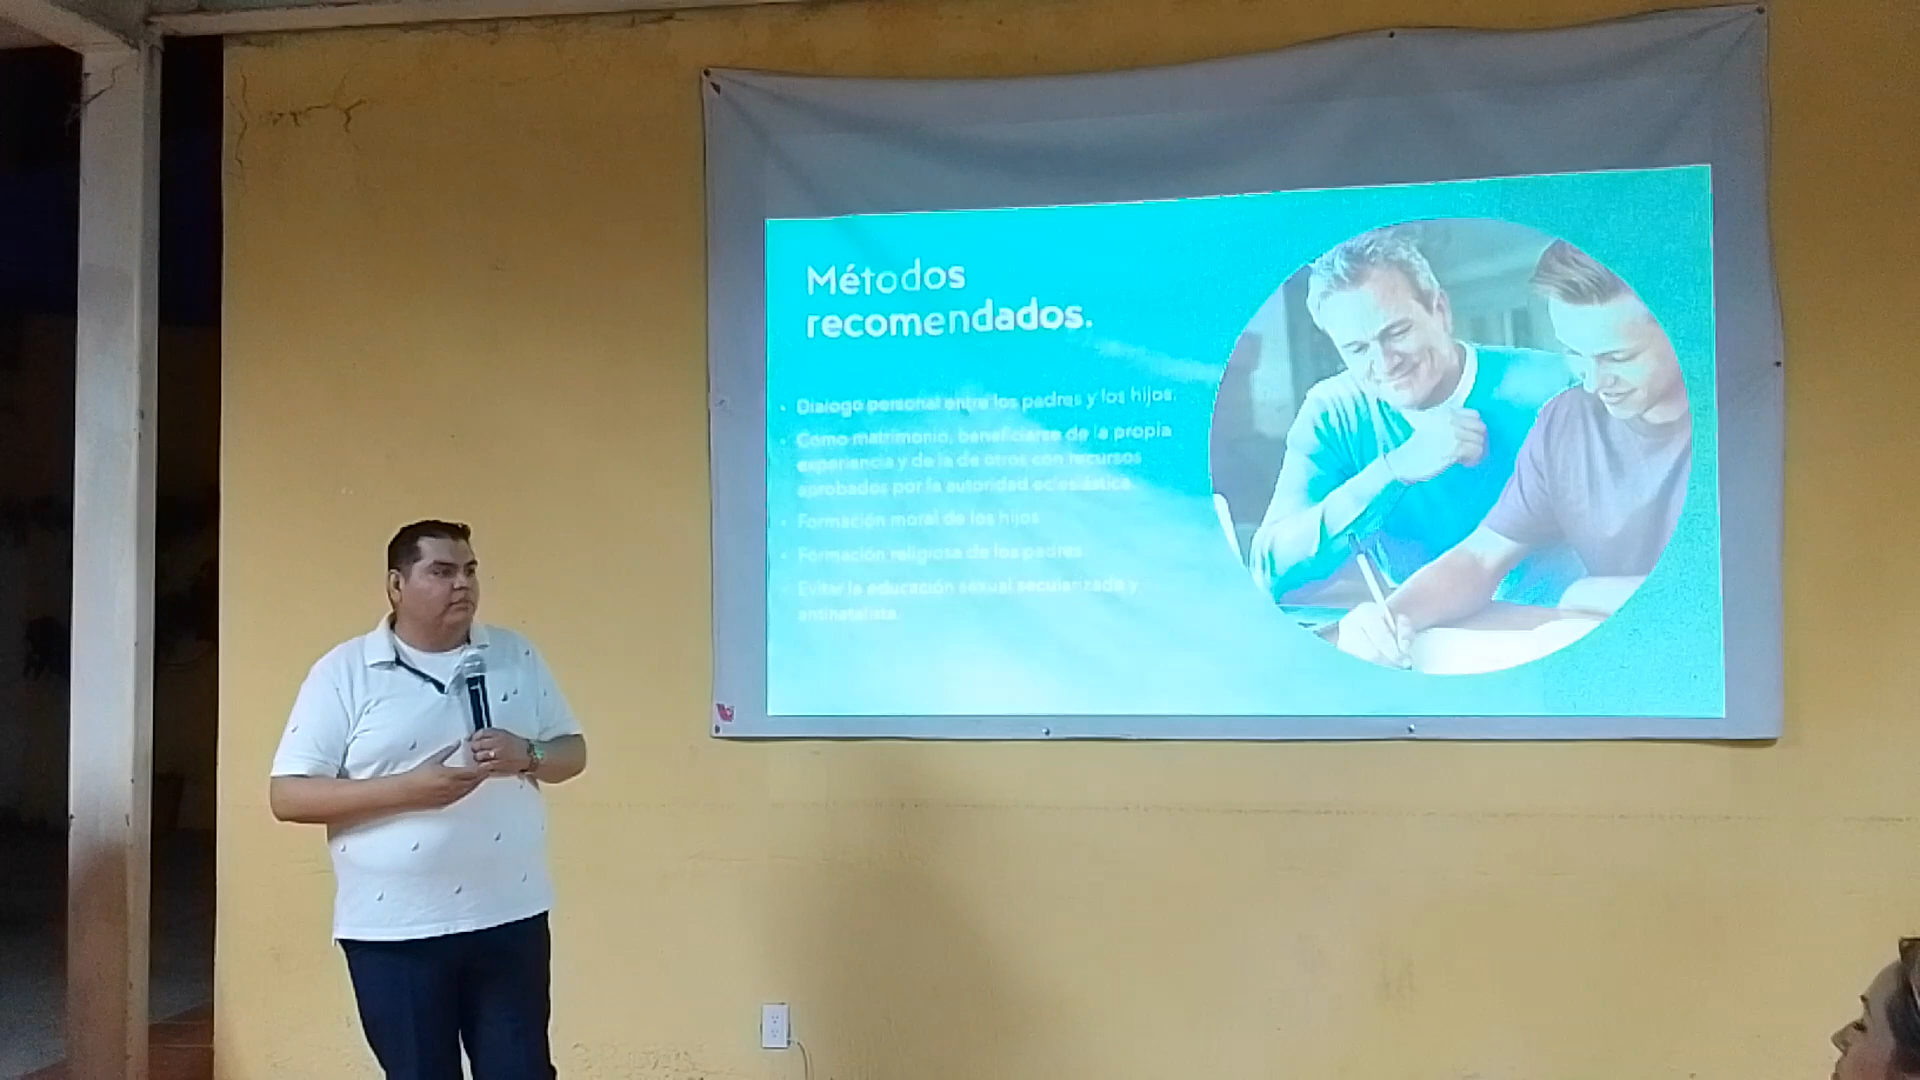 Métodos
recomendados.
• Dialogo personal entre los padres y los hijos.
• Como matrimonio, beneficiarse de la propia
experiencia y de la de otros con recursos
aprobados por la autoridad eclesiástica.
• Formación moral de los hijos
• Formación religiosa de los padres.
• Evitar la educación sexual secularizada y
antinatalista.